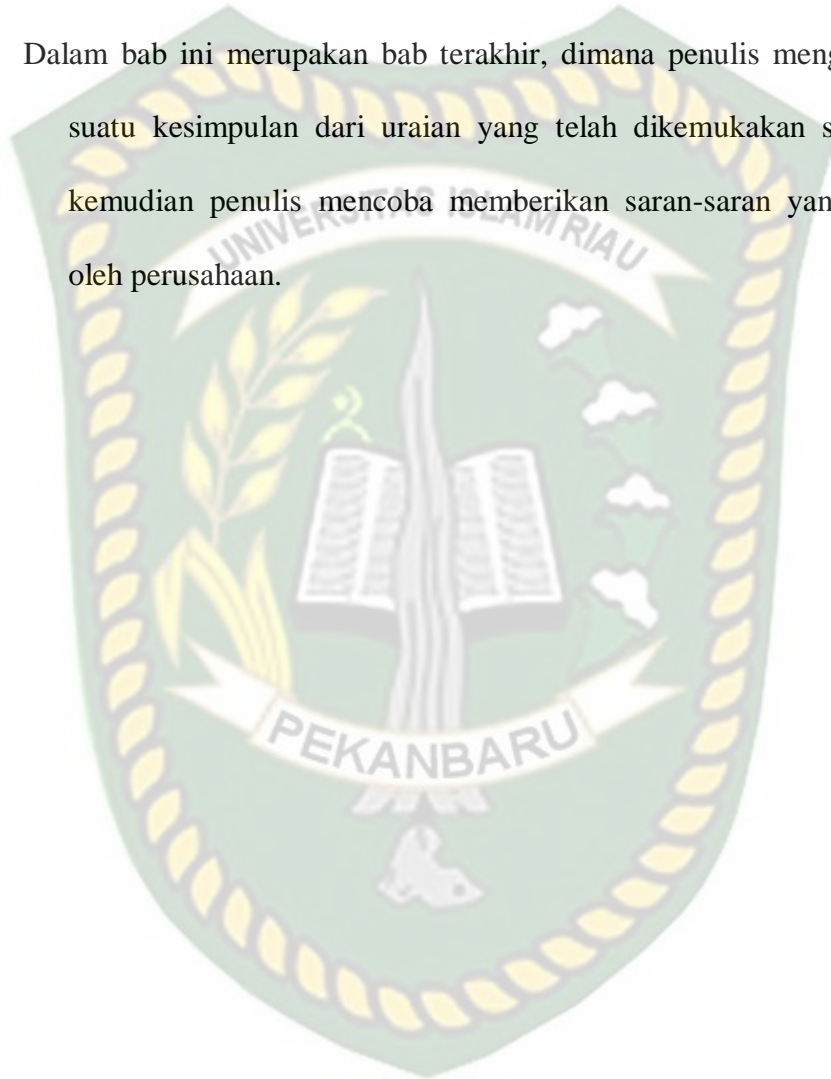 Dalam bab ini merupakan bab terakhir, dimana penulis meng
suatu kesimpulan dari uraian yang telah dikemukakan s
kemudian penulis mencoba memberikan saran-saran yan
oleh perusahaan.
UNIVERSITAS ISLAM RIAU
PEKANBARU